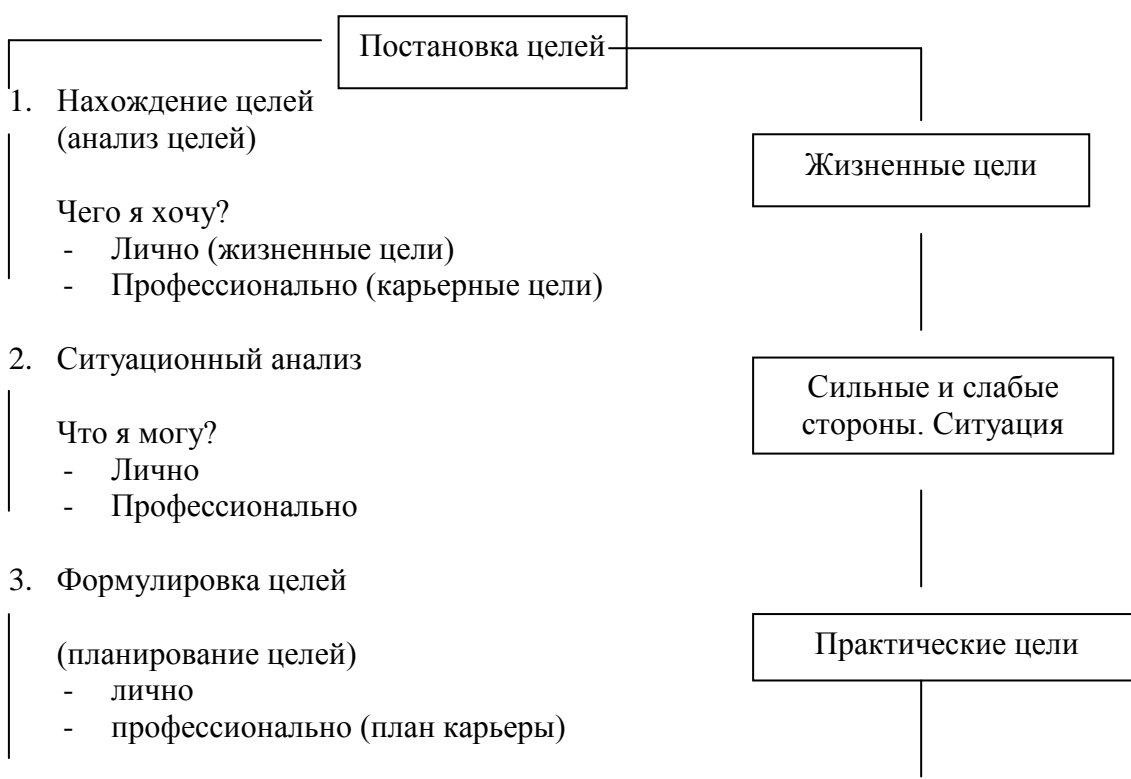 Постановка целей
1. Нахождение целей
(анализ целей)
Чего я хочу?
- Лично (жизненные цели)
- Профессионально (карьерные цели)
2. Ситуационный анализ
Что я могу?
- Лично
- Профессионально
3. Формулировка целей
(планирование целей)
- лично
- профессионально (план карьеры)
Жизненные цели
Сильные и слабые
стороны. Ситуация
Практические цели